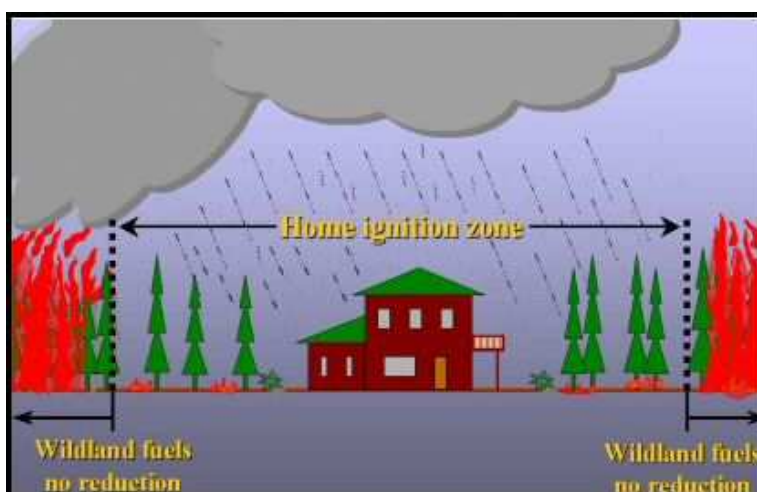 Home ignition zone
Wildland fuels
no reduction
Wildland fuels
no reduction